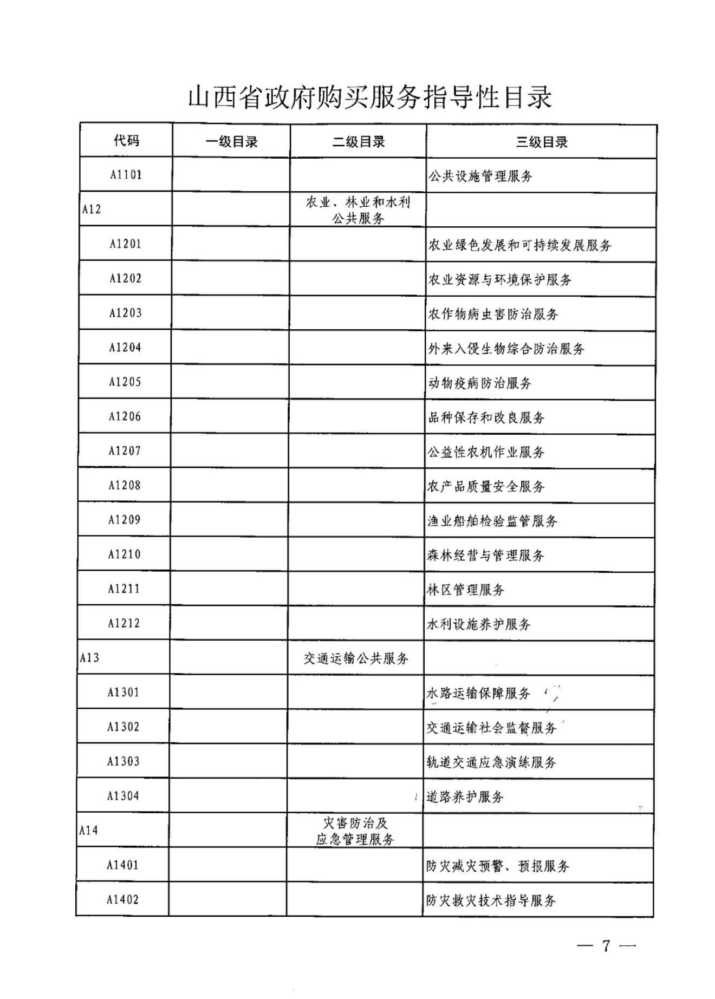 山西省政府购买服务指导性目录
代码 一级目录 二级目录 三级目录
A1101 公共设施管理服务
A12 农业、林业和水利
公共服务
A1201 农业绿色发展和可持续发展服务
A1202 农业资源与环境保护服务
A1203 农作物病虫害防治服务
A1204 外来入侵生物综合防治服务
A1205 动物疫病防治服务
A1206 品种保存和改良服务
A1207 公益性农机作业服务
A1208 农产品质量安全服务
A1209 渔业船舶检验监管服务
A1210 森林经营与管理服务
A1211 林区管理服务
A1212 水利设施养护服务
A13 交通运输公共服务
A1301 水路运输保障服务
A1302 交通运输社会监督服务
A1303 轨道交通应急演练服务
A1304 道路养护服务
A14 灾害防治及
应急管理服务
A1401 防灾减灾预警、预报服务
A1402 防灾救灾技术指导服务
— 7 —